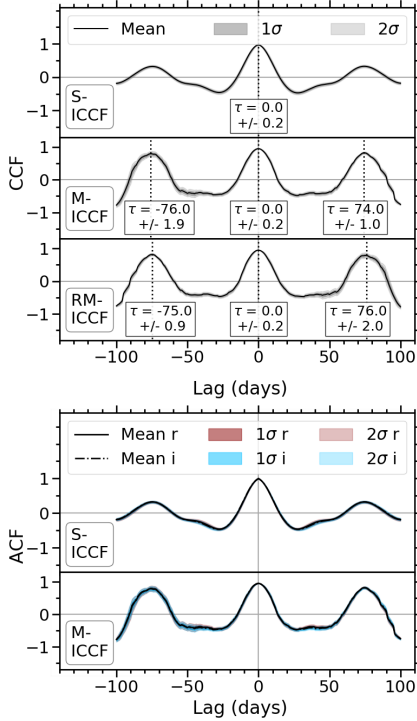 Mean 1σ 2σ
1
0
−1
S-
ICCF
τ = 0.0
+/- 0.2
CCF
1
0
−1
M-
ICCF
τ = -76.0
+/- 1.9
τ = 0.0
+/- 0.2
τ = 74.0
+/- 1.0
1
0
−1
RM-
ICCF
τ = -75.0
+/- 0.9
τ = 0.0
+/- 0.2
τ = 76.0
+/- 2.0
−100 −50 0 50 100
Lag (days)
Mean r 1σ r 2σ r
Mean i 1σ i 2σ i
1
0
−1
S-
ICCF
ACF
1
0
−1
M-
ICCF
−100 −50 0 50 100
Lag (days)